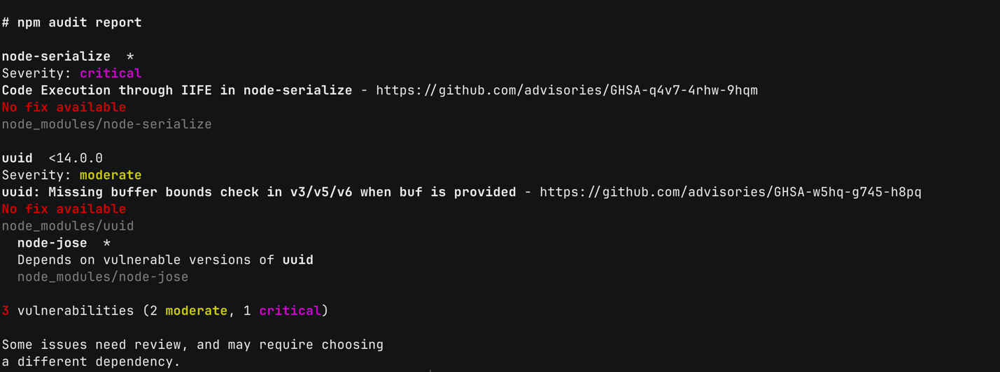 # npm audit report
node-serialize  *
Severity: critical
Code Execution through IIFE in node-serialize - https://github.com/advisories/GHSA-q4v7-4rhw-9hqm
No fix available
node_modules/node-serialize
uuid  <14.0.0
Severity: moderate
uuid: Missing buffer bounds check in v3/v5/v6 when buf is provided - https://github.com/advisories/GHSA-w5hq-g745-h8pq
No fix available
node_modules/uuid
  node-jose  *
  Depends on vulnerable versions of uuid
  node_modules/node-jose
3 vulnerabilities (2 moderate, 1 critical)
Some issues need review, and may require choosing
a different dependency.